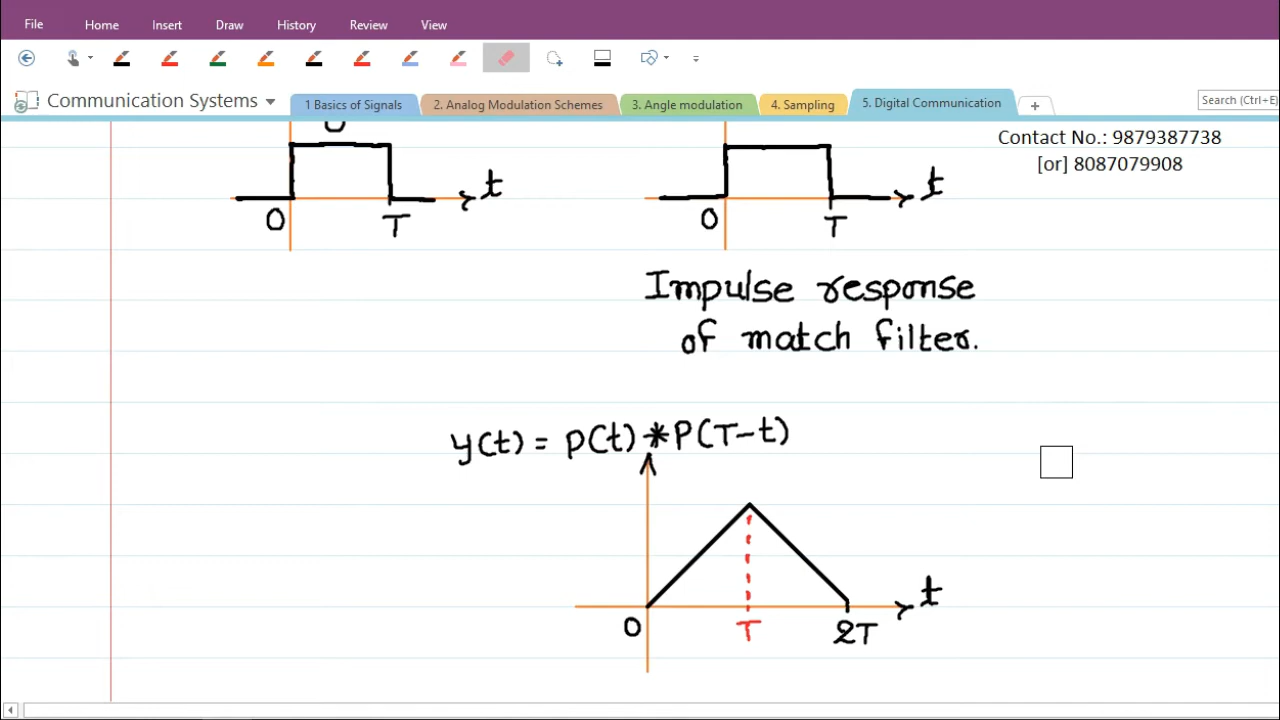 File Home Insert Draw History Review View
Communication Systems
1 Basics of Signals
2. Analog Modulation Schemes
3. Angle modulation
4. Sampling
5. Digital Communication
+
Search (Ctrl+E)
Contact No.: 9879387738
[or] 8087079908
t
0 T
t
0 T
Impulse response
of match filter.
y(t) = P(t) * P(T-t)
t
0 T 2T